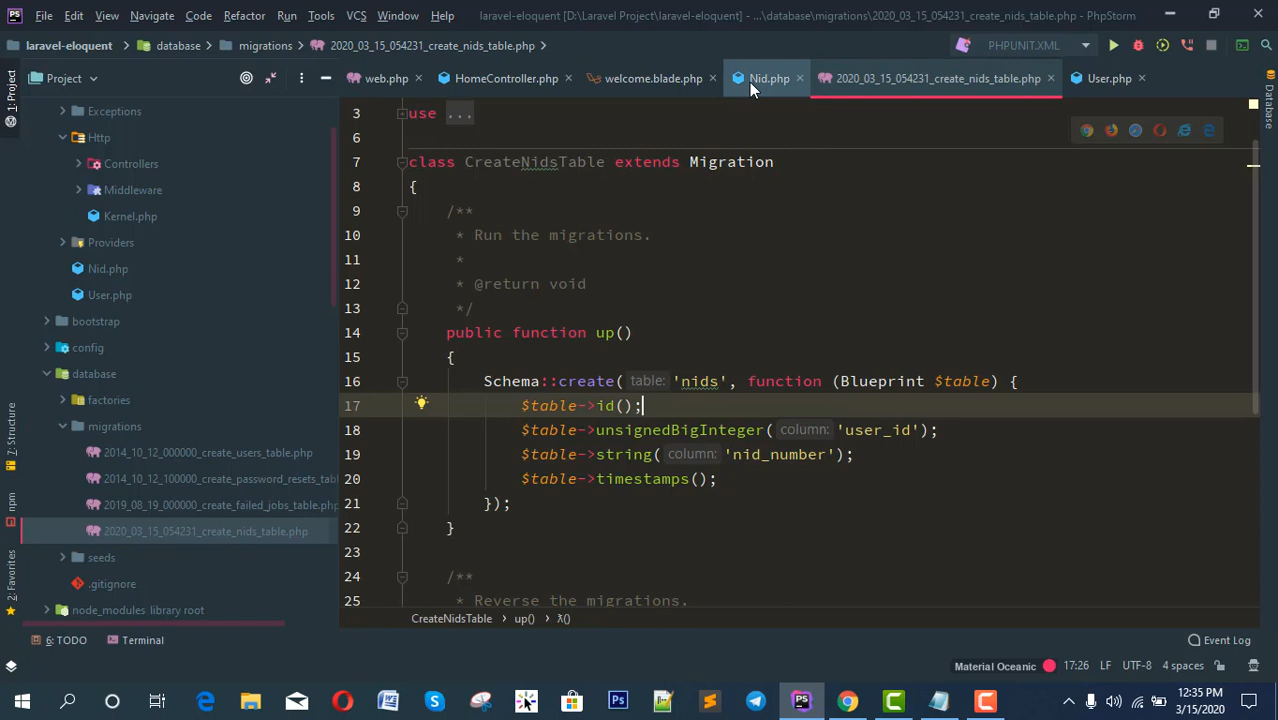 File Edit View Navigate Code Refactor Run Tools VCS Window Help laravel-eloquent [D:\Laravel Project\laravel-eloquent] - ...\database\migrations\2020_03_15_054231_create_nids_table.php - PhpStorm
laravel-eloquent database migrations 2020_03_15_054231_create_nids_table.php PHPUNIT.XML
Project web.php HomeController.php welcome.blade.php Nid.php 2020_03_15_054231_create_nids_table.php User.php
1: Project
Z: Structure
npm
2: Favorites
Database
Exceptions
Http
Controllers
Middleware
Kernel.php
Providers
Nid.php
User.php
bootstrap
config
database
factories
migrations
2014_10_12_000000_create_users_table.php
2014_10_12_100000_create_password_resets_tab
2019_08_19_000000_create_failed_jobs_table.php
2020_03_15_054231_create_nids_table.php
seeds
.gitignore
node_modules library root
3 use ...
6
7 class CreateNidsTable extends Migration
8 {
9 /**
10 * Run the migrations.
11 *
12 * @return void
13 */
14 public function up()
15 {
16 Schema::create( table: 'nids', function (Blueprint $table) {
17 $table->id();
18 $table->unsignedBigInteger( column: 'user_id');
19 $table->string( column: 'nid_number');
20 $table->timestamps();
21 });
22 }
23
24 /**
25 * Reverse the migrations.
CreateNidsTable up() λ()
6: TODO Terminal Event Log
Material Oceanic 17:26 LF UTF-8 4 spaces
12:35 PM
3/15/2020